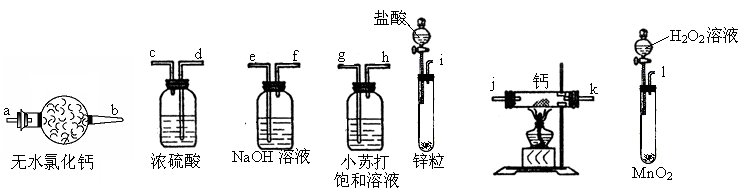 盐酸
H₂O₂溶液
c d e f g h i 钙 l
j k
a b
无水氯化钙 浓硫酸 NaOH 溶液 小苏打 锌粒 MnO₂
饱和溶液